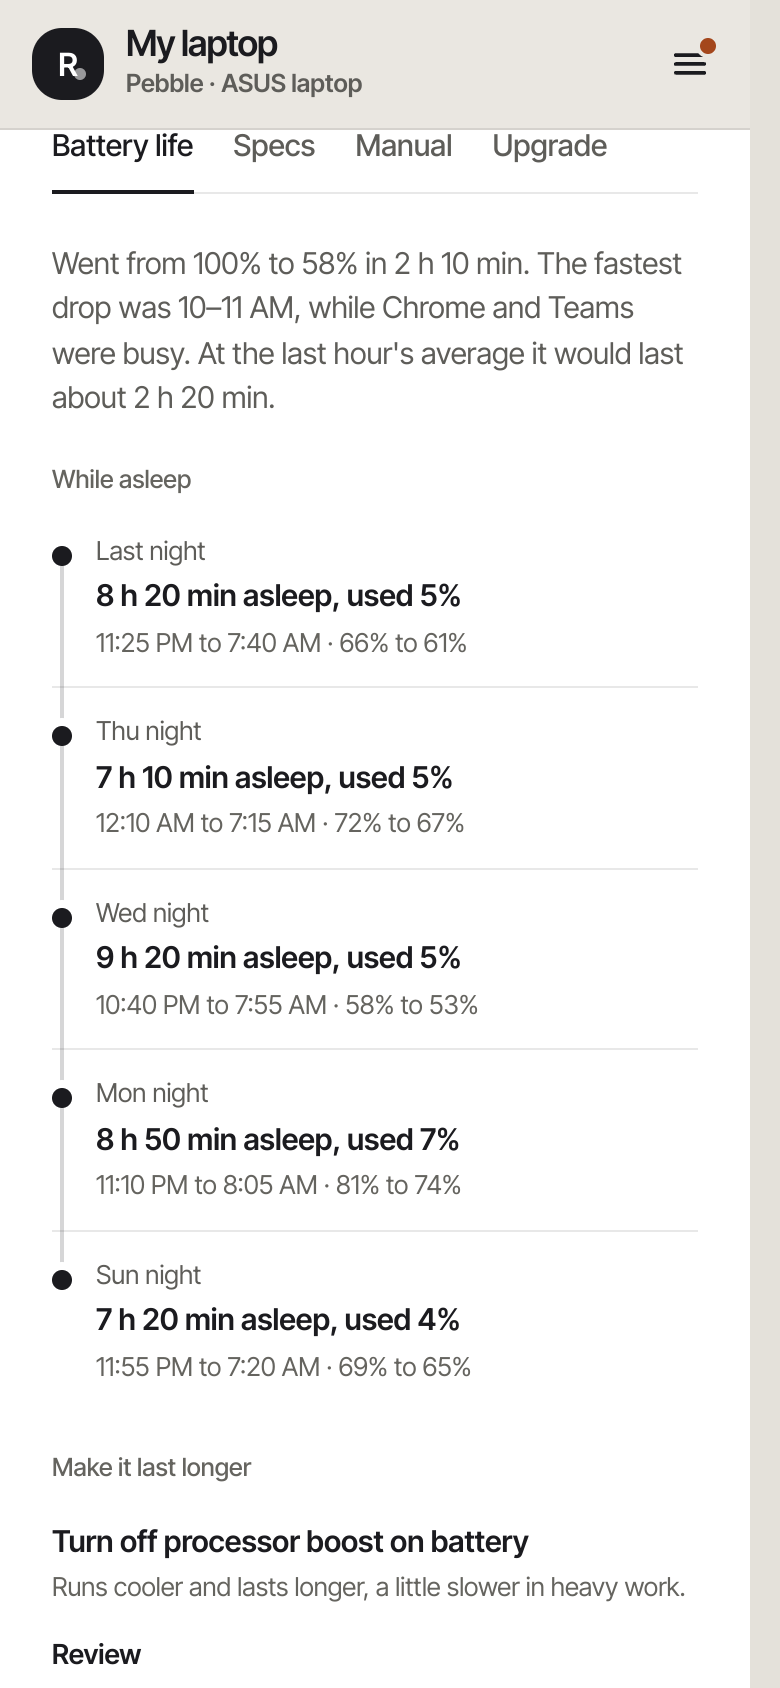 R
My laptop
Pebble · ASUS laptop
Battery life Specs Manual Upgrade
Went from 100% to 58% in 2 h 10 min. The fastest
drop was 10–11 AM, while Chrome and Teams
were busy. At the last hour's average it would last
about 2 h 20 min.
While asleep
Last night
8 h 20 min asleep, used 5%
11:25 PM to 7:40 AM · 66% to 61%
Thu night
7 h 10 min asleep, used 5%
12:10 AM to 7:15 AM · 72% to 67%
Wed night
9 h 20 min asleep, used 5%
10:40 PM to 7:55 AM · 58% to 53%
Mon night
8 h 50 min asleep, used 7%
11:10 PM to 8:05 AM · 81% to 74%
Sun night
7 h 20 min asleep, used 4%
11:55 PM to 7:20 AM · 69% to 65%
Make it last longer
Turn off processor boost on battery
Runs cooler and lasts longer, a little slower in heavy work.
Review